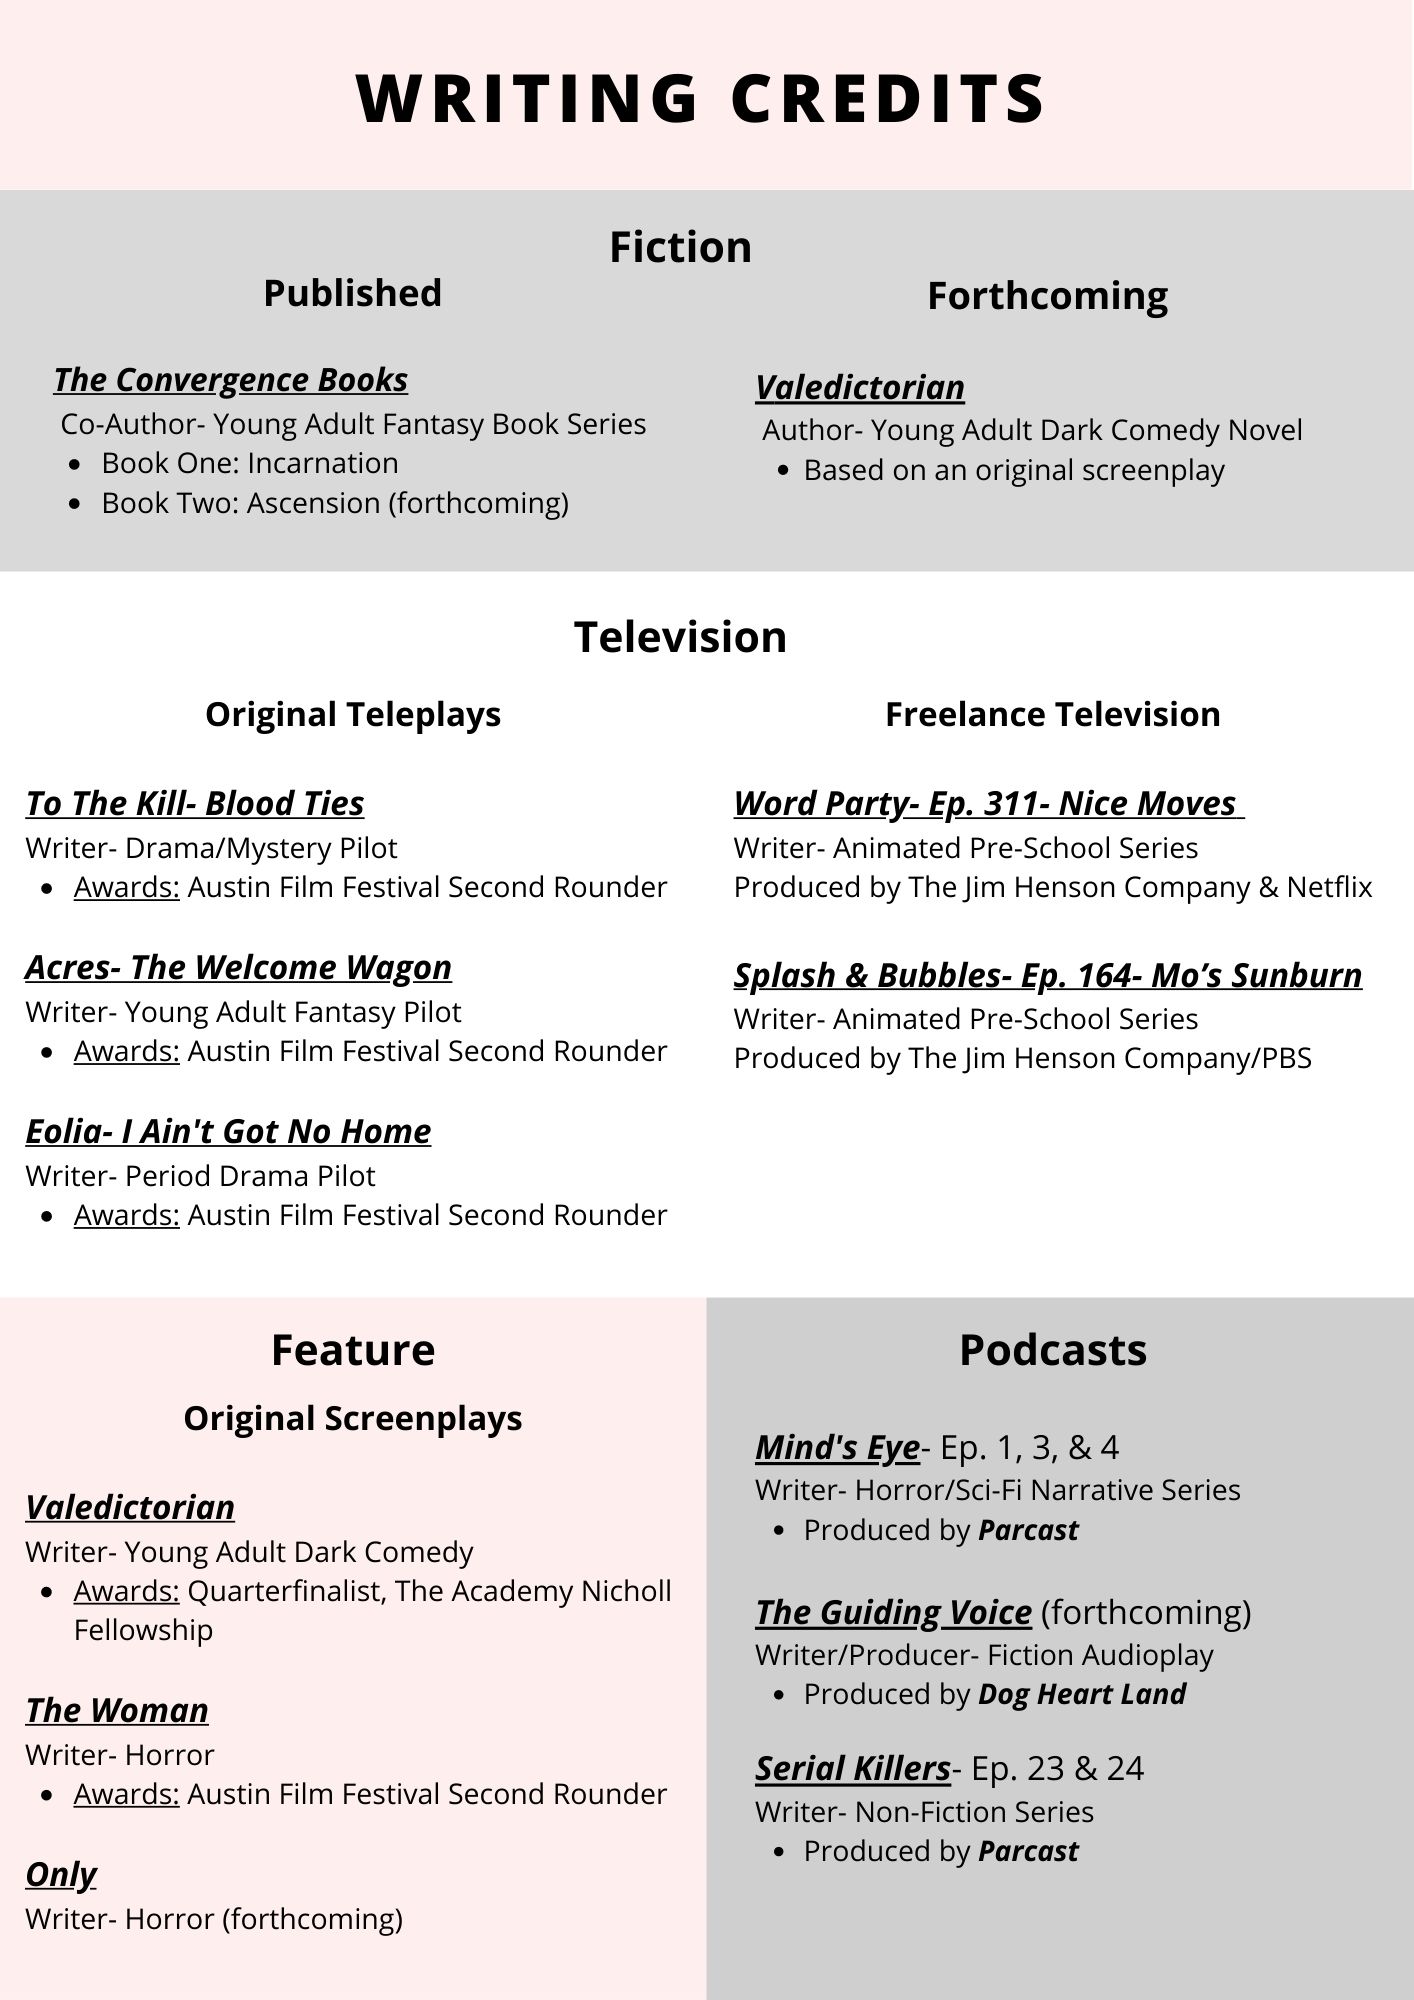 WRITING CREDITS
Fiction
Published
The Convergence Books
Co-Author- Young Adult Fantasy Book Series
• Book One: Incarnation
• Book Two: Ascension (forthcoming)
Forthcoming
Valedictorian
Author- Young Adult Dark Comedy Novel
• Based on an original screenplay
Television
Original Teleplays
To The Kill- Blood Ties
Writer- Drama/Mystery Pilot
• Awards: Austin Film Festival Second Rounder
Acres- The Welcome Wagon
Writer- Young Adult Fantasy Pilot
• Awards: Austin Film Festival Second Rounder
Eolia- I Ain't Got No Home
Writer- Period Drama Pilot
• Awards: Austin Film Festival Second Rounder
Freelance Television
Word Party- Ep. 311- Nice Moves
Writer- Animated Pre-School Series
Produced by The Jim Henson Company & Netflix
Splash & Bubbles- Ep. 164- Mo’s Sunburn
Writer- Animated Pre-School Series
Produced by The Jim Henson Company/PBS
Feature
Original Screenplays
Valedictorian
Writer- Young Adult Dark Comedy
• Awards: Quarterfinalist, The Academy Nicholl
Fellowship
The Woman
Writer- Horror
• Awards: Austin Film Festival Second Rounder
Only
Writer- Horror (forthcoming)
Podcasts
Mind's Eye- Ep. 1, 3, & 4
Writer- Horror/Sci-Fi Narrative Series
• Produced by Parcast
The Guiding Voice (forthcoming)
Writer/Producer- Fiction Audioplay
• Produced by Dog Heart Land
Serial Killers- Ep. 23 & 24
Writer- Non-Fiction Series
• Produced by Parcast